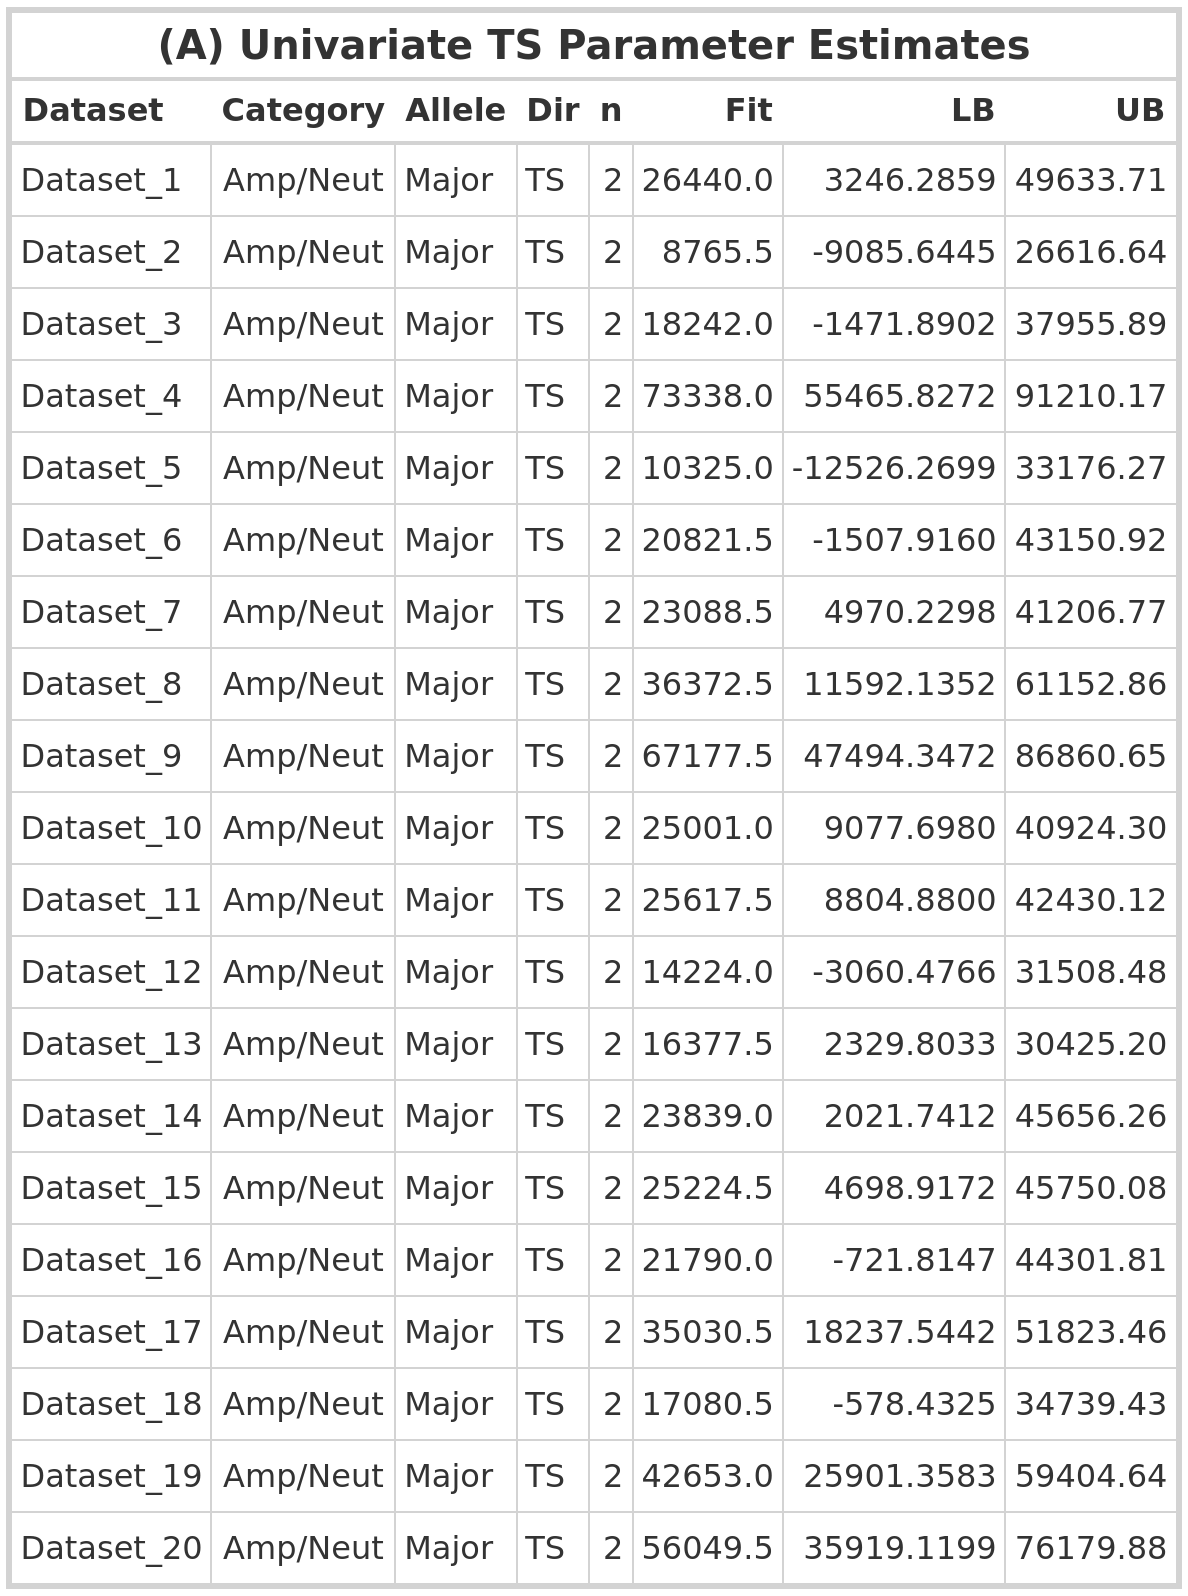 (A) Univariate TS Parameter Estimates
Dataset Category Allele Dir n Fit LB UB
Dataset_1 Amp/Neut Major TS 2 26440.0 3246.2859 49633.71
Dataset_2 Amp/Neut Major TS 2 8765.5 -9085.6445 26616.64
Dataset_3 Amp/Neut Major TS 2 18242.0 -1471.8902 37955.89
Dataset_4 Amp/Neut Major TS 2 73338.0 55465.8272 91210.17
Dataset_5 Amp/Neut Major TS 2 10325.0 -12526.2699 33176.27
Dataset_6 Amp/Neut Major TS 2 20821.5 -1507.9160 43150.92
Dataset_7 Amp/Neut Major TS 2 23088.5 4970.2298 41206.77
Dataset_8 Amp/Neut Major TS 2 36372.5 11592.1352 61152.86
Dataset_9 Amp/Neut Major TS 2 67177.5 47494.3472 86860.65
Dataset_10 Amp/Neut Major TS 2 25001.0 9077.6980 40924.30
Dataset_11 Amp/Neut Major TS 2 25617.5 8804.8800 42430.12
Dataset_12 Amp/Neut Major TS 2 14224.0 -3060.4766 31508.48
Dataset_13 Amp/Neut Major TS 2 16377.5 2329.8033 30425.20
Dataset_14 Amp/Neut Major TS 2 23839.0 2021.7412 45656.26
Dataset_15 Amp/Neut Major TS 2 25224.5 4698.9172 45750.08
Dataset_16 Amp/Neut Major TS 2 21790.0 -721.8147 44301.81
Dataset_17 Amp/Neut Major TS 2 35030.5 18237.5442 51823.46
Dataset_18 Amp/Neut Major TS 2 17080.5 -578.4325 34739.43
Dataset_19 Amp/Neut Major TS 2 42653.0 25901.3583 59404.64
Dataset_20 Amp/Neut Major TS 2 56049.5 35919.1199 76179.88